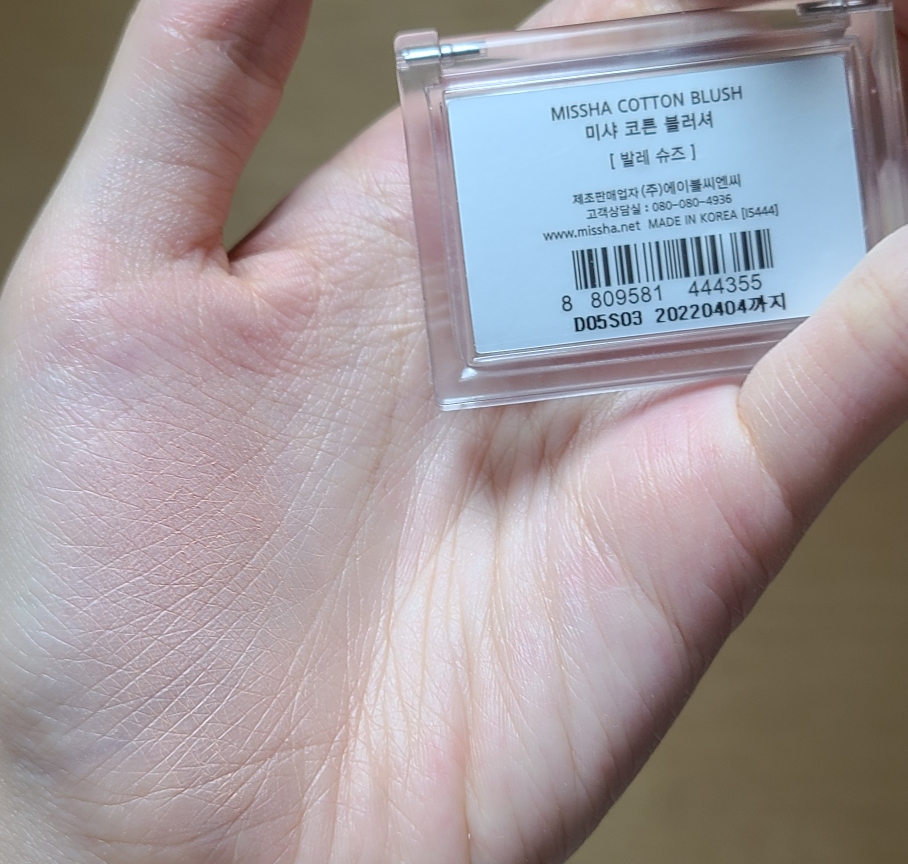 MISSHA COTTON BLUSH
미샤 코튼 블러셔
[ 발레 슈즈 ]
제조판매업자 (주)에이블씨엔씨
고객상담실 : 080-080-4936
www.missha.net MADE IN KOREA [I5444]
8 809581 444355
D05S03 20220404까지